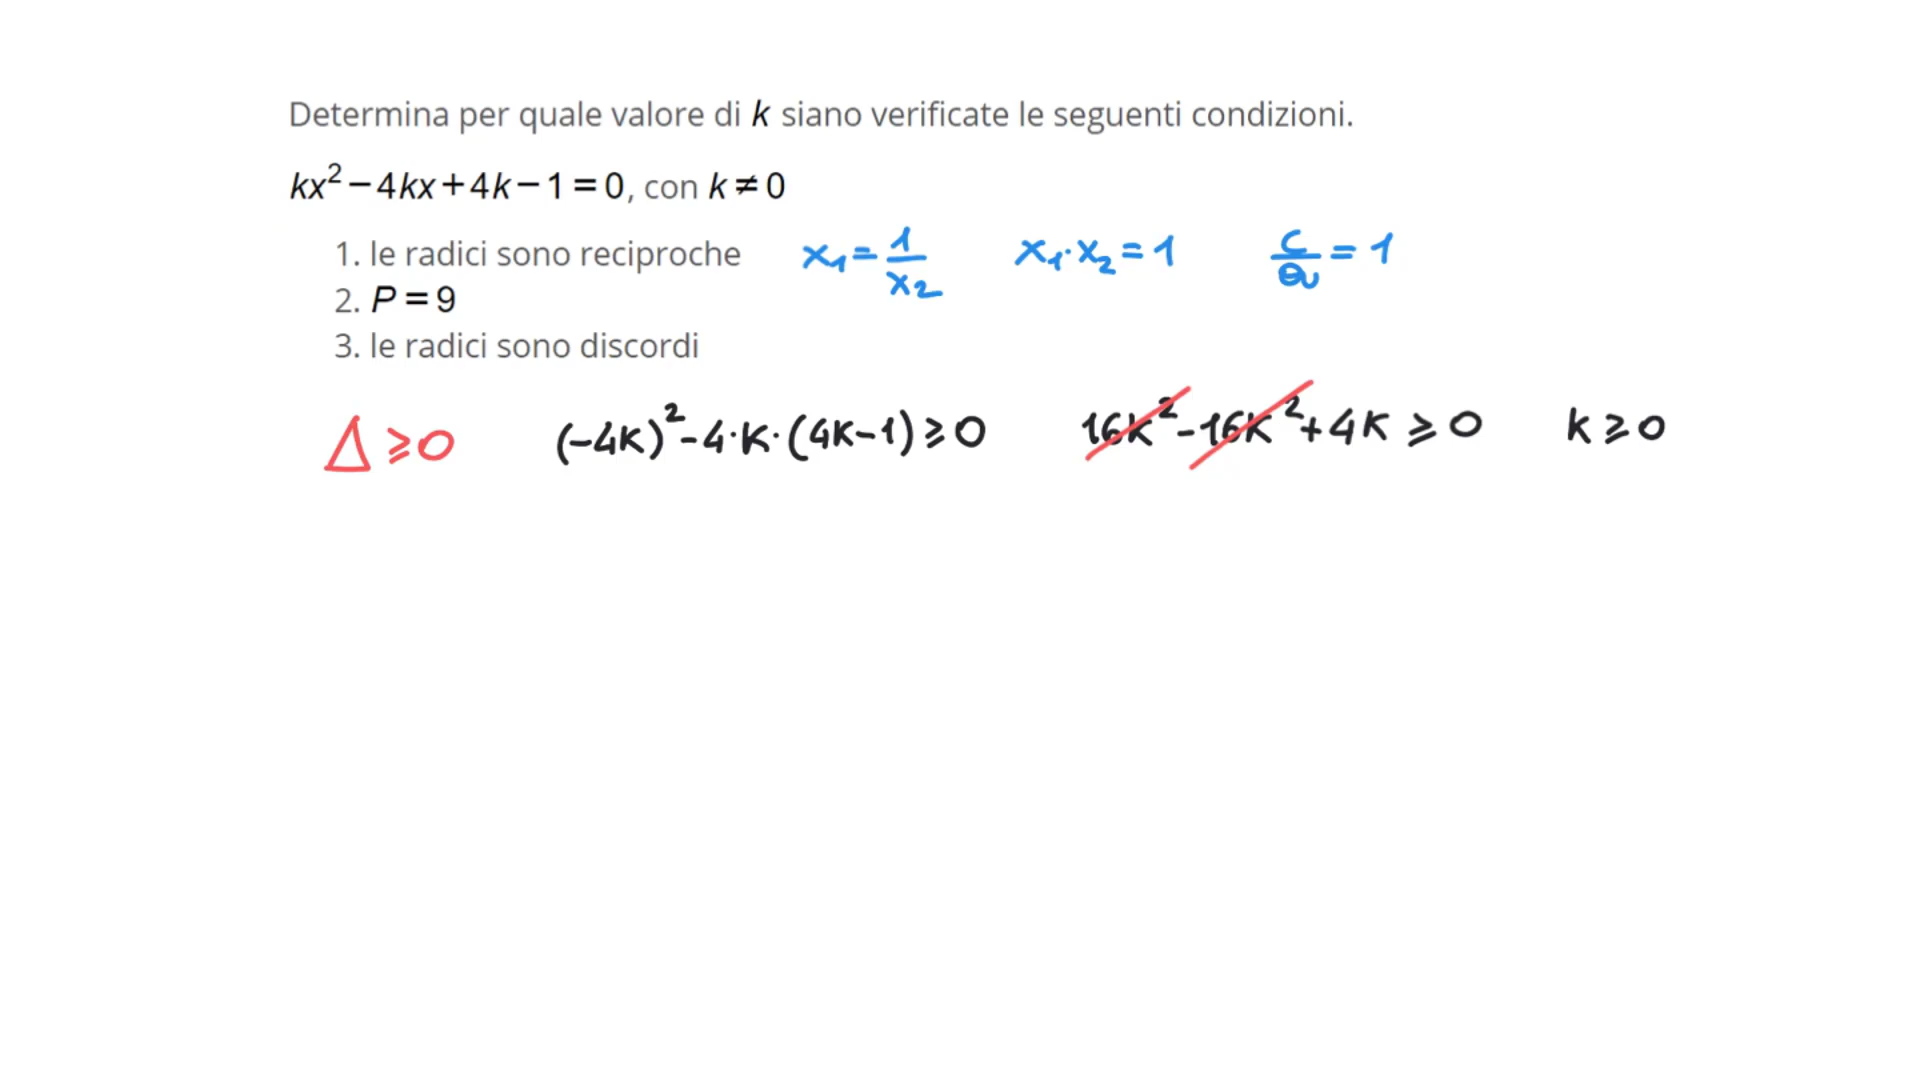 Determina per quale valore di k siano verificate le seguenti condizioni.
kx² − 4kx + 4k − 1 = 0, con k ≠ 0
1. le radici sono reciproche x₁ = 1/x₂ x₁·x₂ = 1 c/a = 1
2. P = 9
3. le radici sono discordi
Δ ⩾ 0 (−4k)² − 4·k·(4k−1) ⩾ 0 16k² − 16k² + 4k ⩾ 0 k ⩾ 0